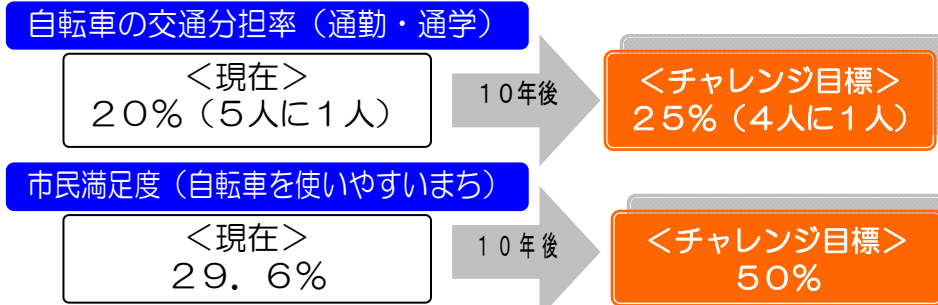 自転車の交通分担率（通勤・通学）
＜現在＞
２０％（５人に１人）
１０年後
＜チャレンジ目標＞
２５％（４人に１人）
市民満足度（自転車を使いやすいまち）
＜現在＞
２９．６％
１０年後
＜チャレンジ目標＞
５０％